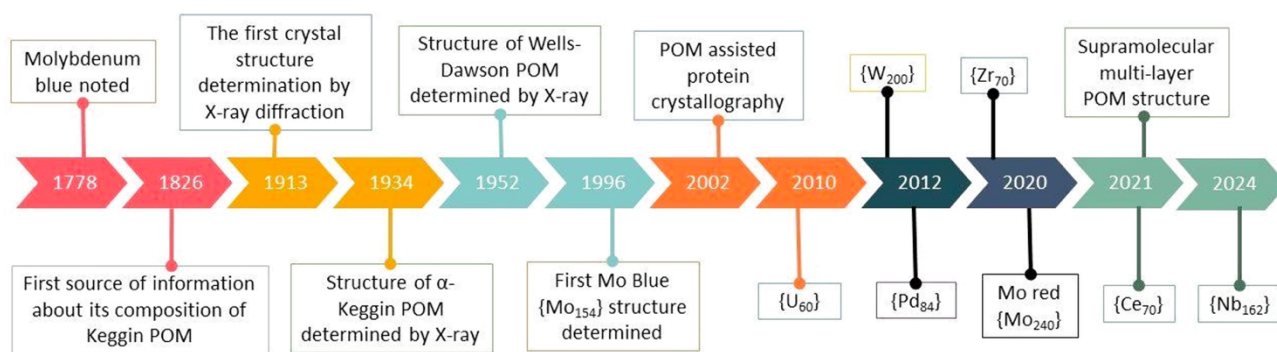 Molybdenum
blue noted
The first crystal
structure
determination by
X-ray diffraction
Structure of Wells-
Dawson POM
determined by X-ray
POM assisted
protein
crystallography
{W₂₀₀}
{Zr₇₀}
Supramolecular
multi-layer
POM structure
1778
1826
1913
1934
1952
1996
2002
2010
2012
2020
2021
2024
First source of information
about its composition of
Keggin POM
Structure of α-
Keggin POM
determined by X-ray
First Mo Blue
{Mo₁₅₄} structure
determined
{U₆₀}
{Pd₈₄}
Mo red
{Mo₂₄₀}
{Ce₇₀}
{Nb₁₆₂}